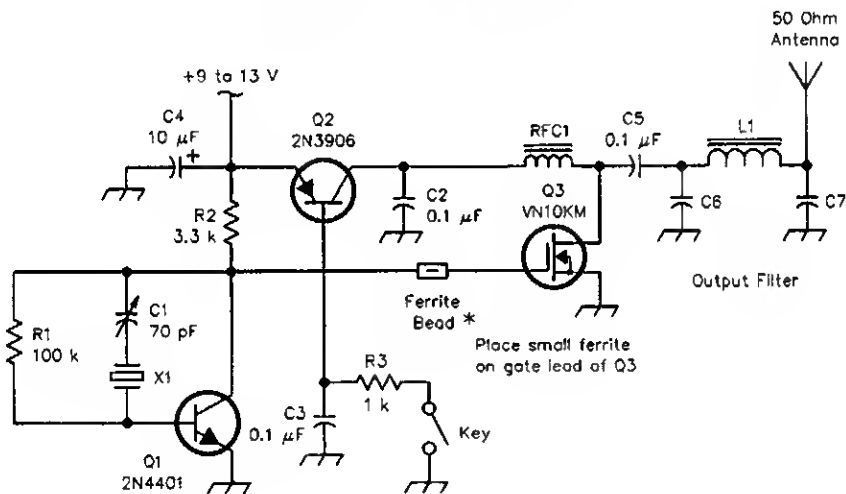 50 Ohm
Antenna
+9 to 13 V
C4
10 µF
+
Q2
2N3906
RFC1
C5
0.1 µF
L1
R2
3.3 k
C2
0.1 µF
Q3
VN10KM
C6
C7
Output Filter
R1
100 k
C1
70 pF
X1
Ferrite
Bead *
Place small ferrite
on gate lead of Q3
R3
1 k
C3
0.1 µF
Key
Q1
2N4401